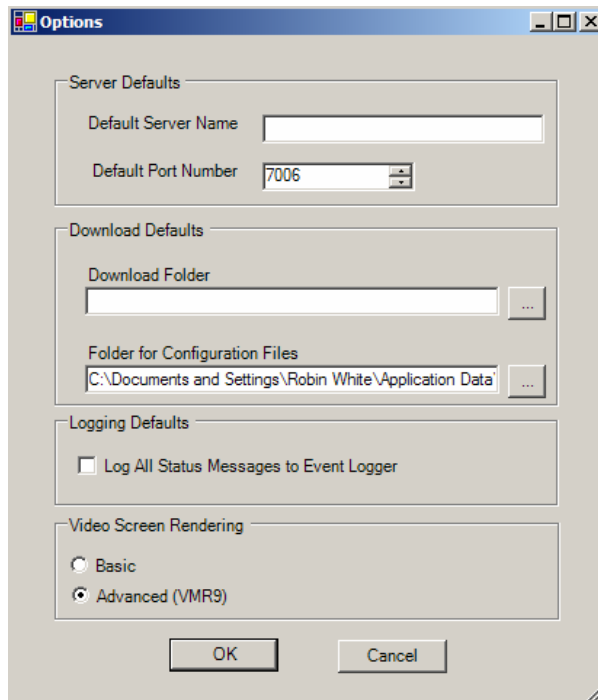 Options
Server Defaults
Default Server Name
Default Port Number 7006
Download Defaults
Download Folder
...
Folder for Configuration Files
C:\Documents and Settings\Robin White\Application Data\
...
Logging Defaults
Log All Status Messages to Event Logger
Video Screen Rendering
Basic
Advanced (VMR9)
OK Cancel